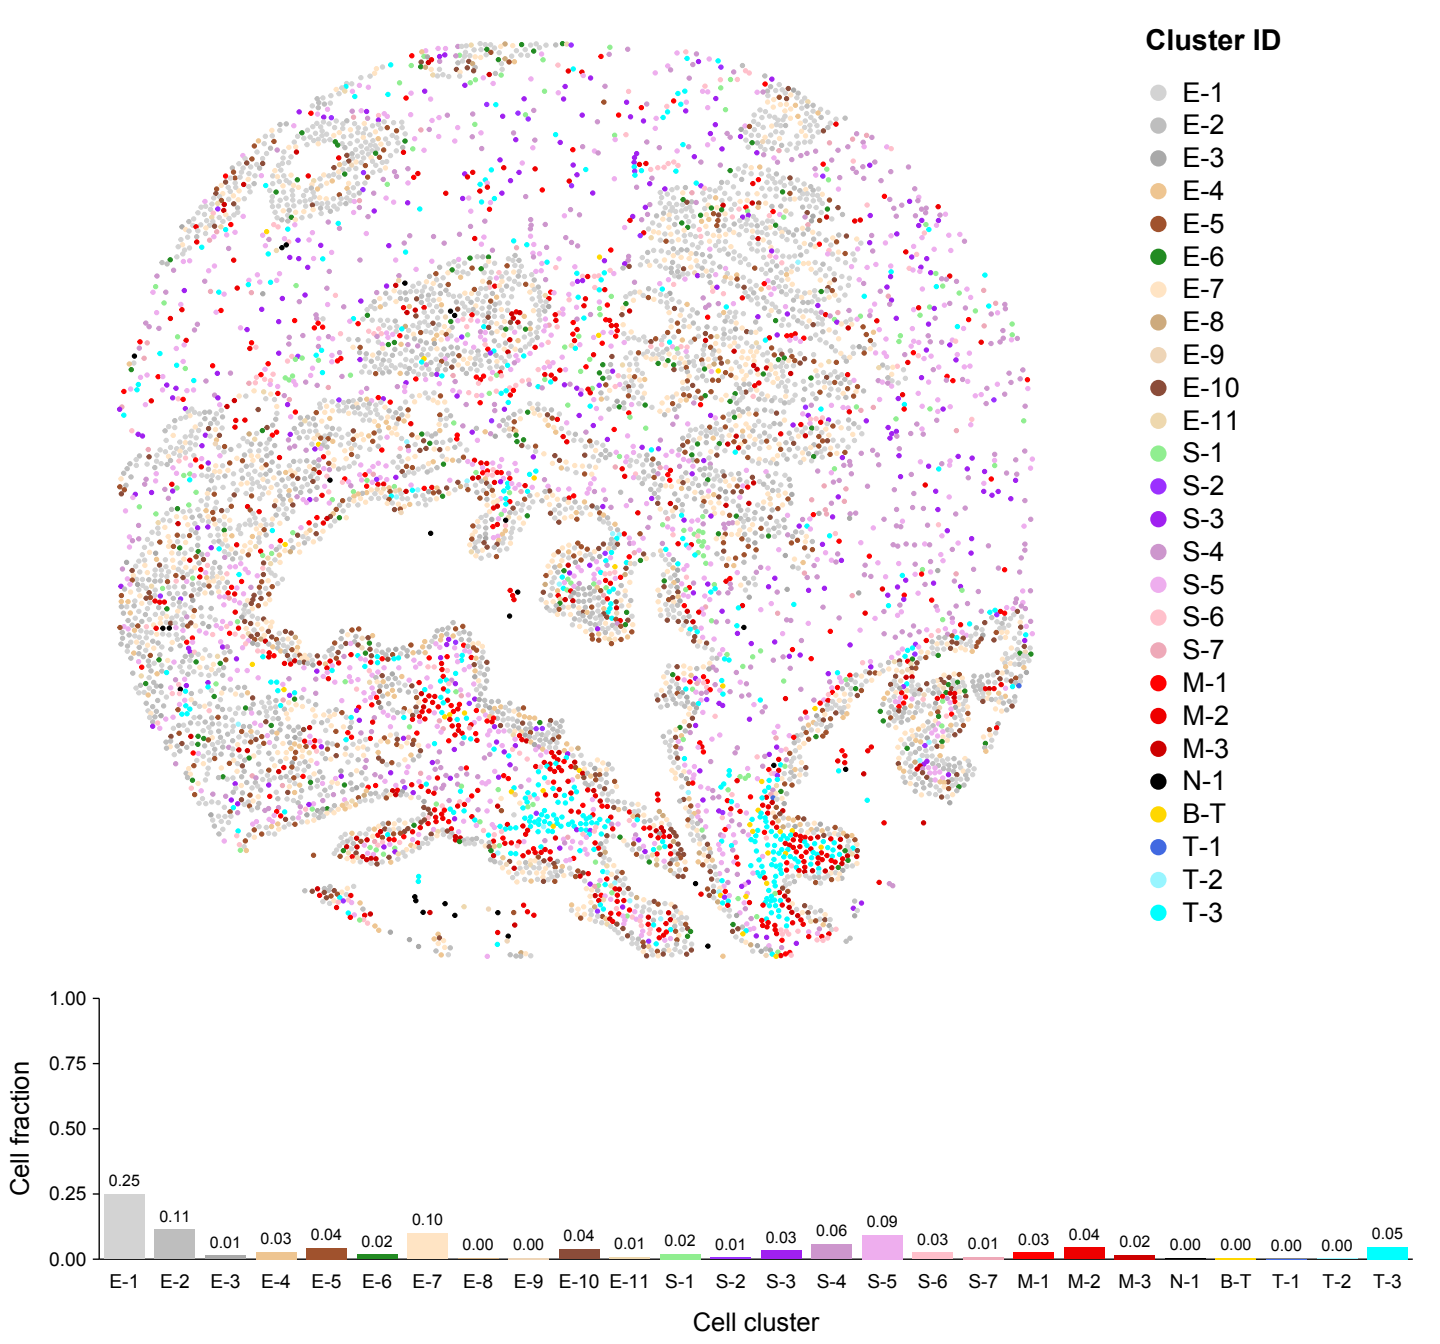 Cluster ID
E-1
E-2
E-3
E-4
E-5
E-6
E-7
E-8
E-9
E-10
E-11
S-1
S-2
S-3
S-4
S-5
S-6
S-7
M-1
M-2
M-3
N-1
B-T
T-1
T-2
T-3
1.00
0.75
0.50
0.25
0.00
Cell fraction
0.25 0.11 0.01 0.03 0.04 0.02 0.10 0.00 0.00 0.04 0.01 0.02 0.01 0.03 0.06 0.09 0.03 0.01 0.03 0.04 0.02 0.00 0.00 0.00 0.00 0.05
E-1 E-2 E-3 E-4 E-5 E-6 E-7 E-8 E-9 E-10 E-11 S-1 S-2 S-3 S-4 S-5 S-6 S-7 M-1 M-2 M-3 N-1 B-T T-1 T-2 T-3
Cell cluster